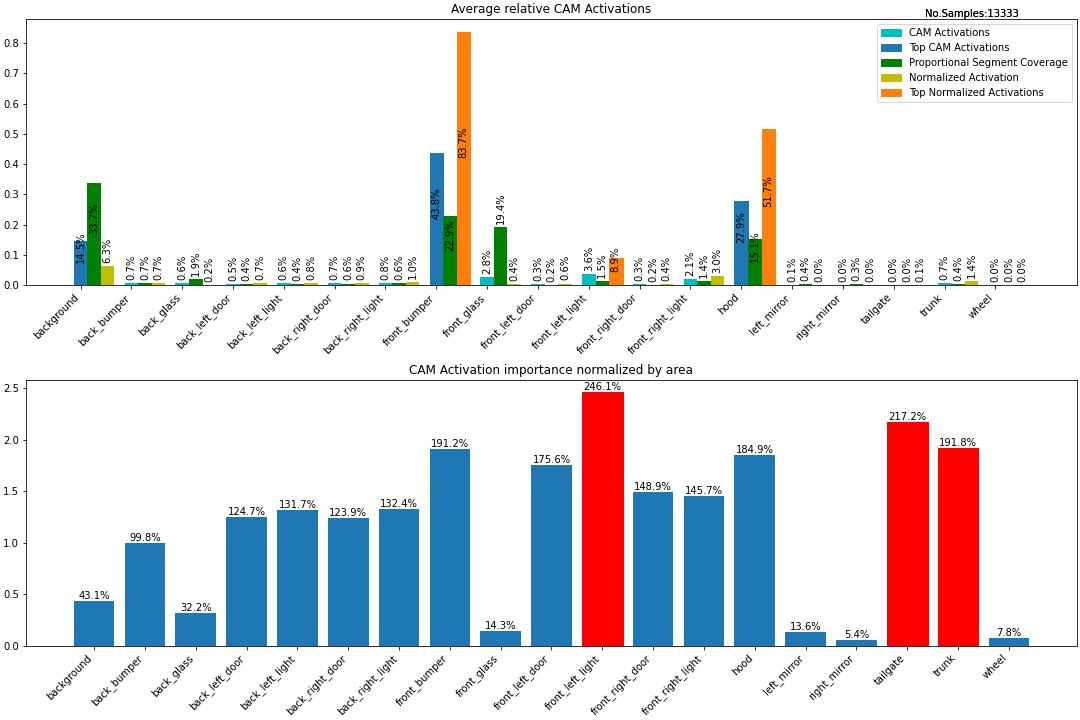 Average relative CAM Activations
No.Samples:13333
CAM Activations
Top CAM Activations
Proportional Segment Coverage
Normalized Activation
Top Normalized Activations
0.8
0.7
0.6
0.5
0.4
0.3
0.2
0.1
0.0
14.5% 33.7% 6.3%
0.7% 0.7% 0.7%
0.6% 1.9% 0.2%
0.5% 0.4% 0.7%
0.6% 0.4% 0.8%
0.7% 0.6% 0.9%
0.8% 0.6% 1.0%
43.8% 22.9% 83.7%
2.8% 19.4% 0.4%
0.3% 0.2% 0.6%
3.6% 1.5% 8.9%
0.3% 0.2% 0.4%
2.1% 1.4% 3.0%
27.9% 15.1% 51.7%
0.1% 0.4% 0.0%
0.0% 0.3% 0.0%
0.0% 0.0% 0.1%
0.7% 0.4% 1.4%
0.0% 0.0% 0.0%
background
back_bumper
back_glass
back_left_door
back_left_light
back_right_door
back_right_light
front_bumper
front_glass
front_left_door
front_left_light
front_right_door
front_right_light
hood
left_mirror
right_mirror
tailgate
trunk
wheel
CAM Activation importance normalized by area
2.5
2.0
1.5
1.0
0.5
0.0
43.1%
99.8%
32.2%
124.7%
131.7%
123.9%
132.4%
191.2%
14.3%
175.6%
246.1%
148.9%
145.7%
184.9%
13.6%
5.4%
217.2%
191.8%
7.8%
background
back_bumper
back_glass
back_left_door
back_left_light
back_right_door
back_right_light
front_bumper
front_glass
front_left_door
front_left_light
front_right_door
front_right_light
hood
left_mirror
right_mirror
tailgate
trunk
wheel